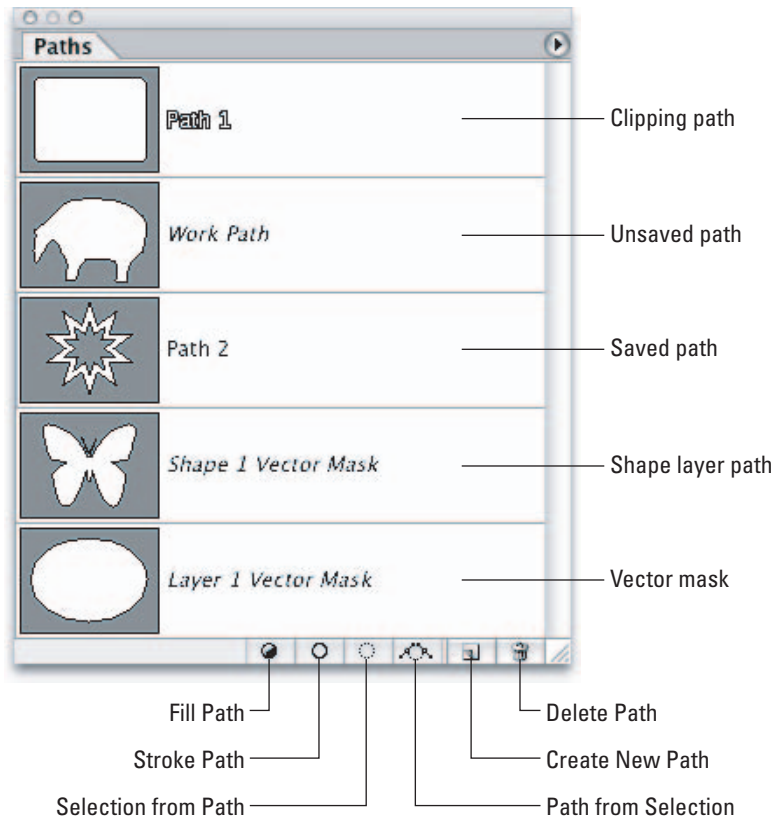 Paths
Path 1
Clipping path
Work Path
Unsaved path
Path 2
Saved path
Shape 1 Vector Mask
Shape layer path
Layer 1 Vector Mask
Vector mask
Fill Path
Delete Path
Stroke Path
Create New Path
Selection from Path
Path from Selection